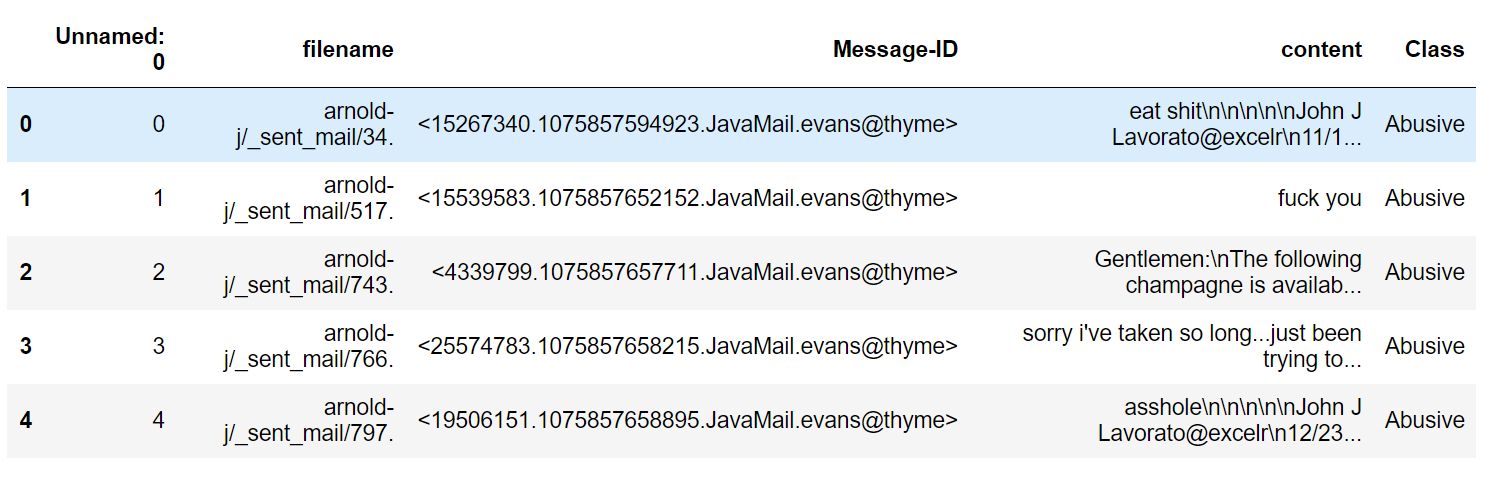 Unnamed: 0 filename Message-ID content Class
0 0 arnold-j/_sent_mail/34. <15267340.1075857594923.JavaMail.evans@thyme> eat shit\n\n\n\n\nJohn J Lavorato@excelr\n11/1... Abusive
1 1 arnold-j/_sent_mail/517. <15539583.1075857652152.JavaMail.evans@thyme> fuck you Abusive
2 2 arnold-j/_sent_mail/743. <4339799.1075857657711.JavaMail.evans@thyme> Gentlemen:\nThe following champagne is availab... Abusive
3 3 arnold-j/_sent_mail/766. <25574783.1075857658215.JavaMail.evans@thyme> sorry i've taken so long...just been trying to... Abusive
4 4 arnold-j/_sent_mail/797. <19506151.1075857658895.JavaMail.evans@thyme> asshole\n\n\n\n\nJohn J Lavorato@excelr\n12/23... Abusive